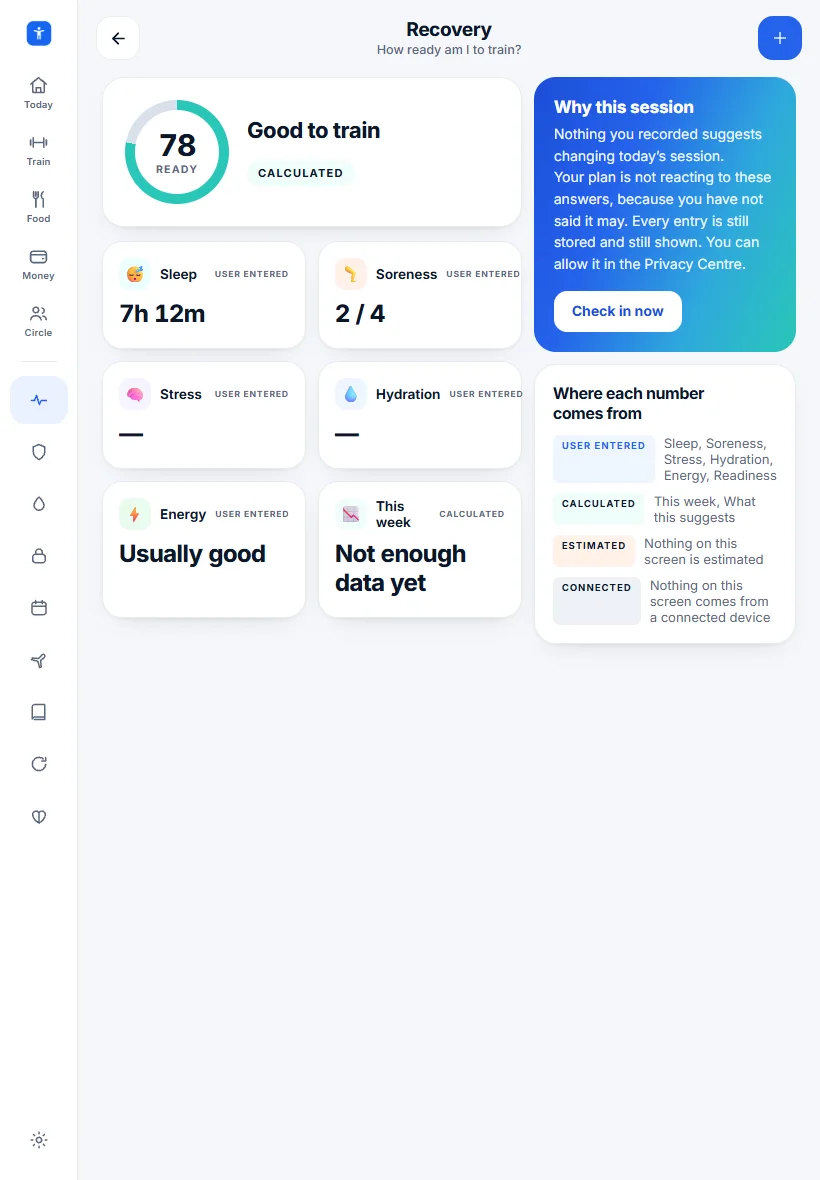 Recovery
How ready am I to train?
Today
Train
Food
Money
Circle
78
READY
Good to train
CALCULATED
Sleep
USER ENTERED
7h 12m
Soreness
USER ENTERED
2 / 4
Stress
USER ENTERED
—
Hydration
USER ENTERED
—
Energy
USER ENTERED
Usually good
This
week
CALCULATED
Not enough
data yet
Why this session
Nothing you recorded suggests
changing today’s session.
Your plan is not reacting to these
answers, because you have not
said it may. Every entry is still
stored and still shown. You can
allow it in the Privacy Centre.
Check in now
Where each number
comes from
USER ENTERED
Sleep, Soreness,
Stress, Hydration,
Energy, Readiness
CALCULATED
This week, What
this suggests
ESTIMATED
Nothing on this
screen is estimated
CONNECTED
Nothing on this
screen comes from
a connected device